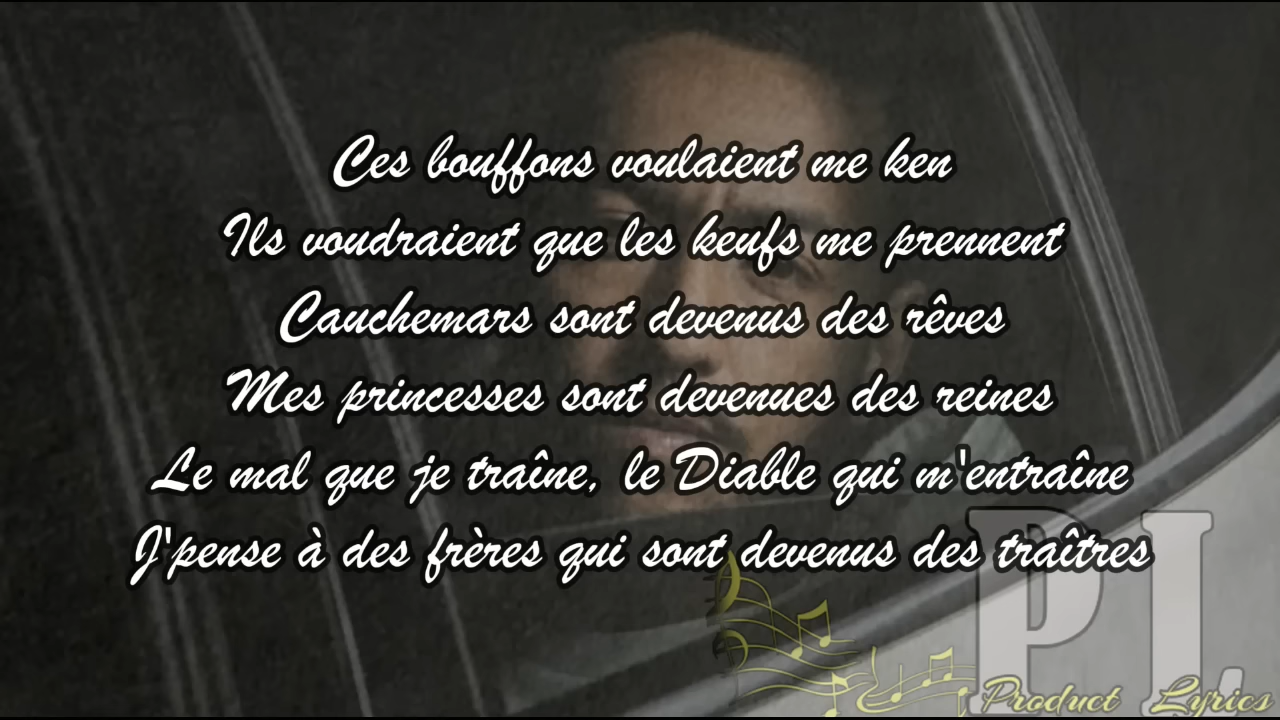 Ces bouffons voulaient me ken
Ils voudraient que les keufs me prennent
Cauchemars sont devenus des rêves
Mes princesses sont devenues des reines
Le mal que je traîne, le Diable qui m'entraîne
J'pense à des frères qui sont devenus des traîtres
PL
Product Lyrics